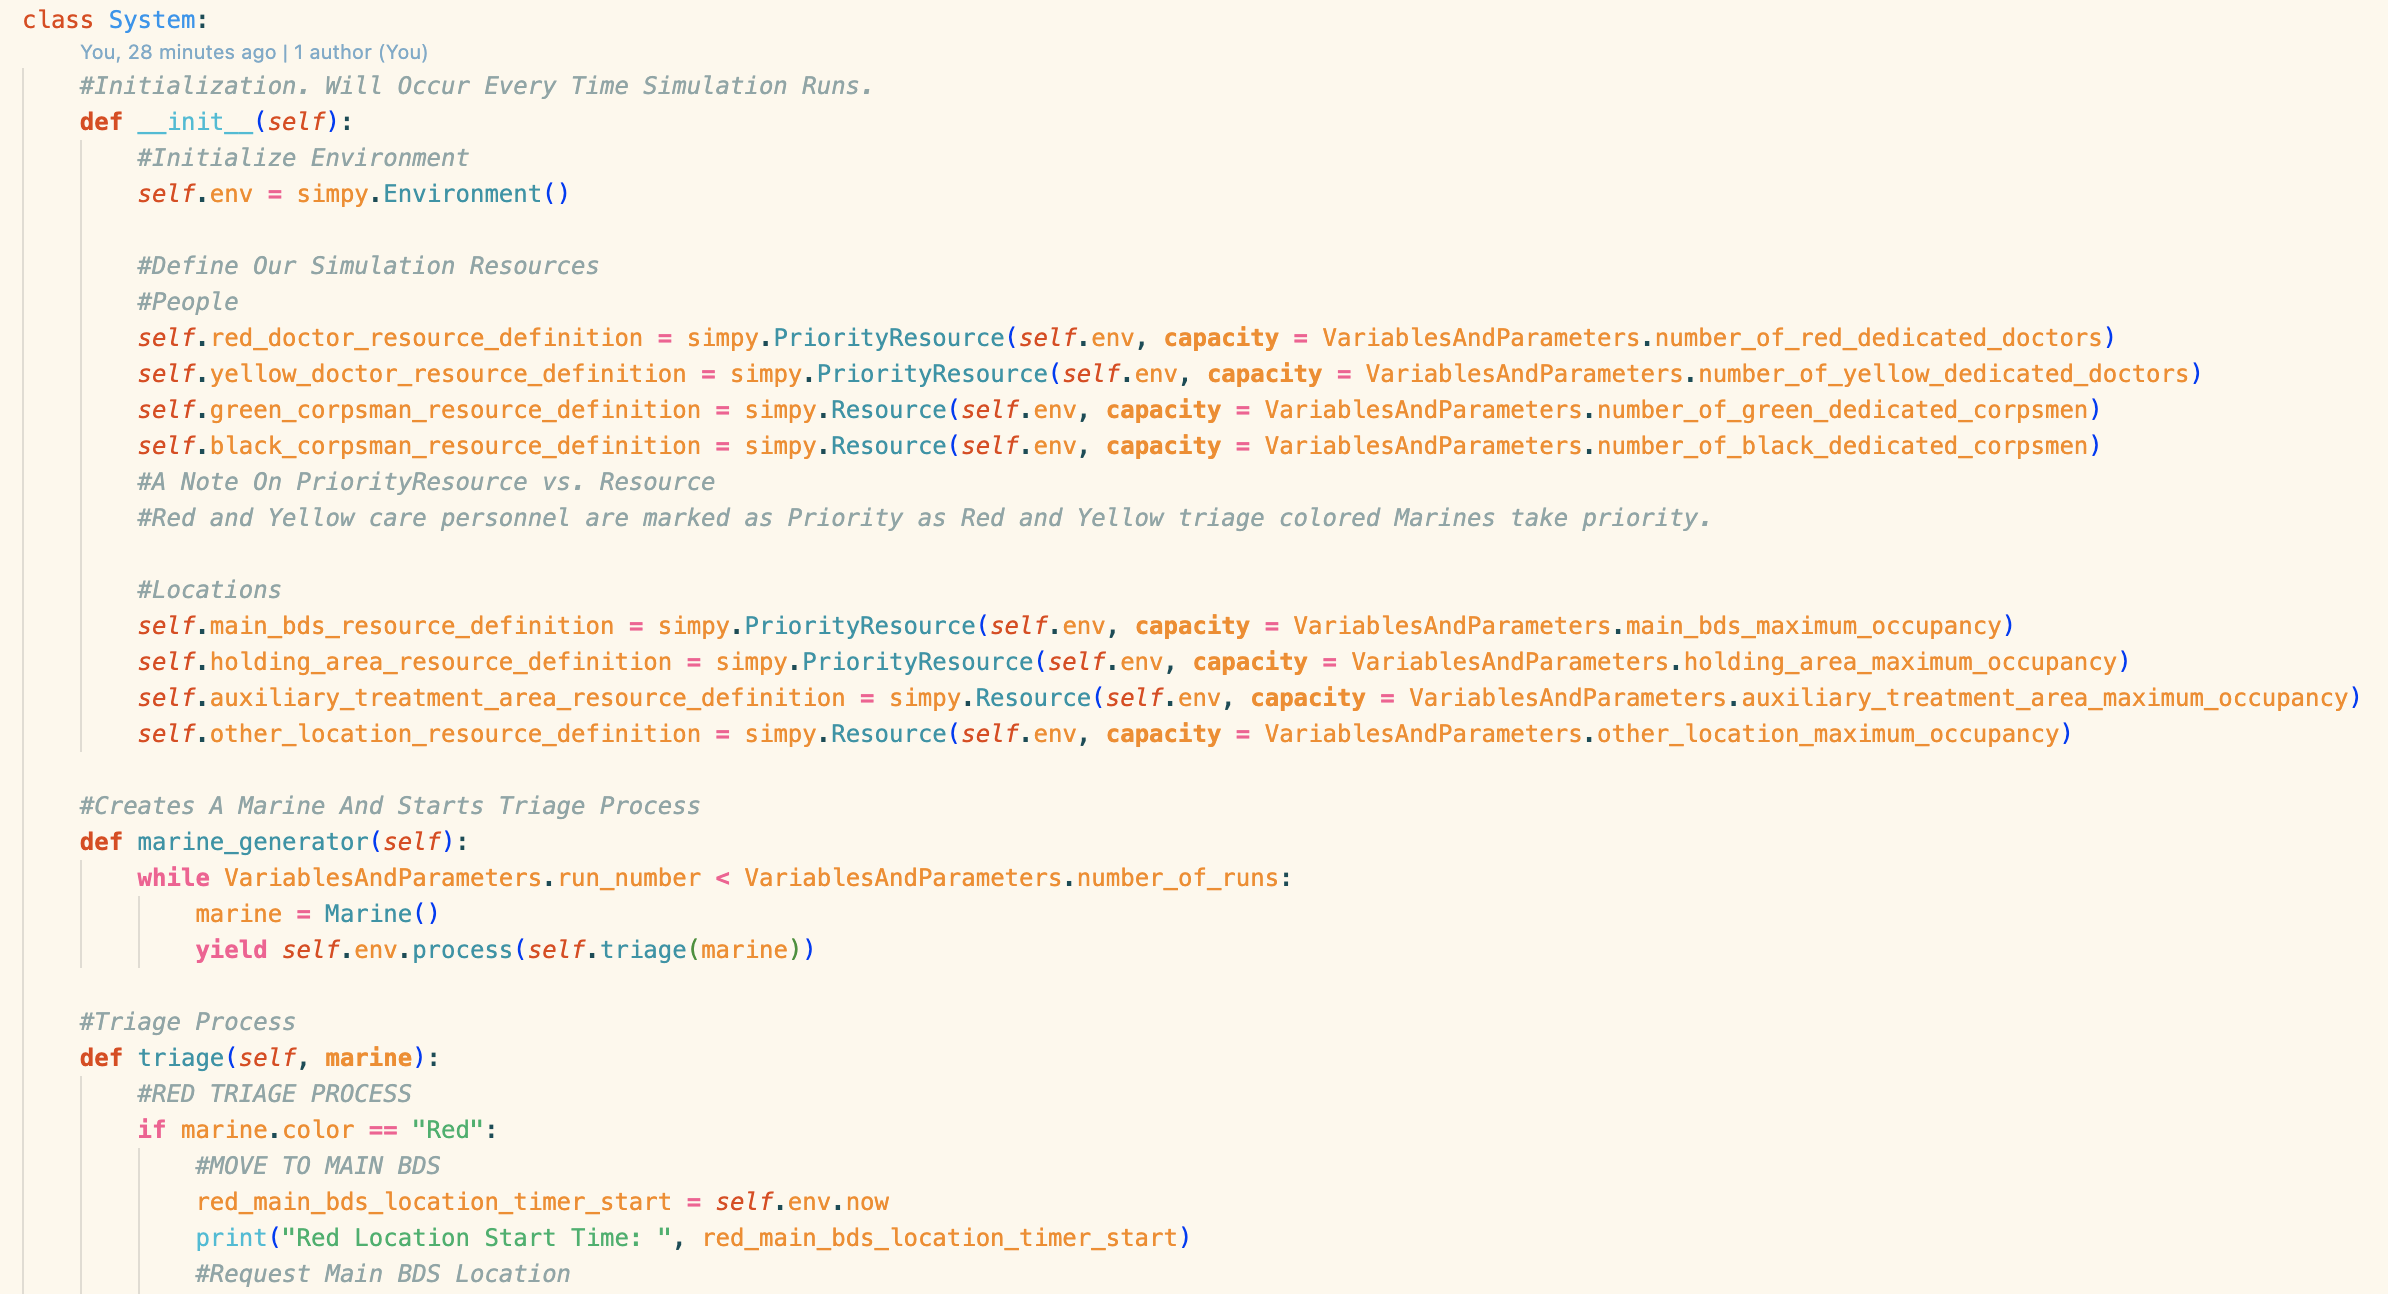 class System:
You, 28 minutes ago | 1 author (You)
#Initialization. Will Occur Every Time Simulation Runs.
def __init__(self):
#Initialize Environment
self.env = simpy.Environment()
#Define Our Simulation Resources
#People
self.red_doctor_resource_definition = simpy.PriorityResource(self.env, capacity = VariablesAndParameters.number_of_red_dedicated_doctors)
self.yellow_doctor_resource_definition = simpy.PriorityResource(self.env, capacity = VariablesAndParameters.number_of_yellow_dedicated_doctors)
self.green_corpsman_resource_definition = simpy.Resource(self.env, capacity = VariablesAndParameters.number_of_green_dedicated_corpsmen)
self.black_corpsman_resource_definition = simpy.Resource(self.env, capacity = VariablesAndParameters.number_of_black_dedicated_corpsmen)
#A Note On PriorityResource vs. Resource
#Red and Yellow care personnel are marked as Priority as Red and Yellow triage colored Marines take priority.
#Locations
self.main_bds_resource_definition = simpy.PriorityResource(self.env, capacity = VariablesAndParameters.main_bds_maximum_occupancy)
self.holding_area_resource_definition = simpy.PriorityResource(self.env, capacity = VariablesAndParameters.holding_area_maximum_occupancy)
self.auxiliary_treatment_area_resource_definition = simpy.Resource(self.env, capacity = VariablesAndParameters.auxiliary_treatment_area_maximum_occupancy)
self.other_location_resource_definition = simpy.Resource(self.env, capacity = VariablesAndParameters.other_location_maximum_occupancy)
#Creates A Marine And Starts Triage Process
def marine_generator(self):
while VariablesAndParameters.run_number < VariablesAndParameters.number_of_runs:
marine = Marine()
yield self.env.process(self.triage(marine))
#Triage Process
def triage(self, marine):
#RED TRIAGE PROCESS
if marine.color == "Red":
#MOVE TO MAIN BDS
red_main_bds_location_timer_start = self.env.now
print("Red Location Start Time: ", red_main_bds_location_timer_start)
#Request Main BDS Location